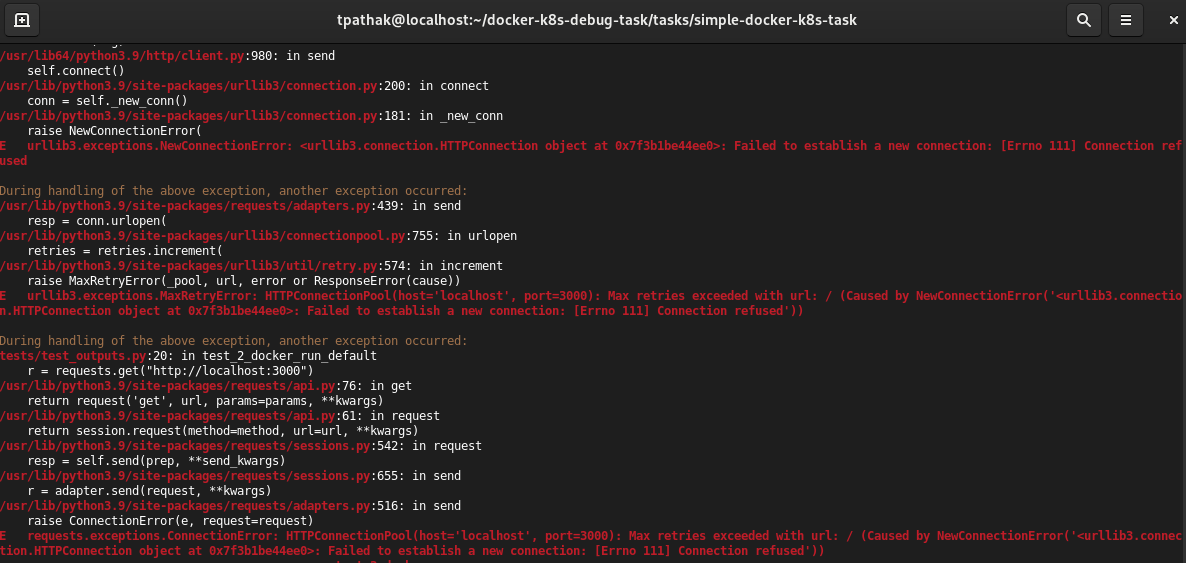 tpathak@localhost:~/docker-k8s-debug-task/tasks/simple-docker-k8s-task
/usr/lib64/python3.9/http/client.py:980: in send
    self.connect()
/usr/lib/python3.9/site-packages/urllib3/connection.py:200: in connect
    conn = self._new_conn()
/usr/lib/python3.9/site-packages/urllib3/connection.py:181: in _new_conn
    raise NewConnectionError(
E   urllib3.exceptions.NewConnectionError: <urllib3.connection.HTTPConnection object at 0x7f3b1be44ee0>: Failed to establish a new connection: [Errno 111] Connection ref
used

During handling of the above exception, another exception occurred:
/usr/lib/python3.9/site-packages/requests/adapters.py:439: in send
    resp = conn.urlopen(
/usr/lib/python3.9/site-packages/urllib3/connectionpool.py:755: in urlopen
    retries = retries.increment(
/usr/lib/python3.9/site-packages/urllib3/util/retry.py:574: in increment
    raise MaxRetryError(_pool, url, error or ResponseError(cause))
E   urllib3.exceptions.MaxRetryError: HTTPConnectionPool(host='localhost', port=3000): Max retries exceeded with url: / (Caused by NewConnectionError('<urllib3.connectio
n.HTTPConnection object at 0x7f3b1be44ee0>: Failed to establish a new connection: [Errno 111] Connection refused'))

During handling of the above exception, another exception occurred:
tests/test_outputs.py:20: in test_2_docker_run_default
    r = requests.get("http://localhost:3000")
/usr/lib/python3.9/site-packages/requests/api.py:76: in get
    return request('get', url, params=params, **kwargs)
/usr/lib/python3.9/site-packages/requests/api.py:61: in request
    return session.request(method=method, url=url, **kwargs)
/usr/lib/python3.9/site-packages/requests/sessions.py:542: in request
    resp = self.send(prep, **send_kwargs)
/usr/lib/python3.9/site-packages/requests/sessions.py:655: in send
    r = adapter.send(request, **kwargs)
/usr/lib/python3.9/site-packages/requests/adapters.py:516: in send
    raise ConnectionError(e, request=request)
E   requests.exceptions.ConnectionError: HTTPConnectionPool(host='localhost', port=3000): Max retries exceeded with url: / (Caused by NewConnectionError('<urllib3.connec
tion.HTTPConnection object at 0x7f3b1be44ee0>: Failed to establish a new connection: [Errno 111] Connection refused'))